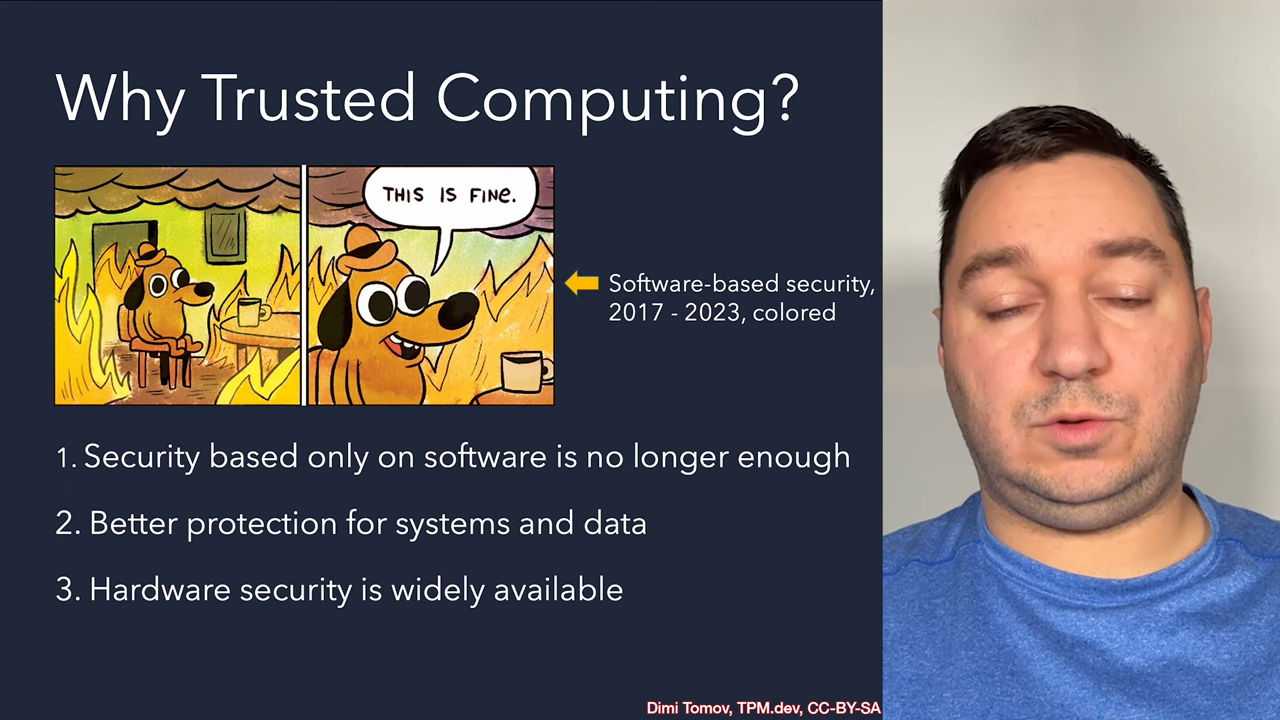 Why Trusted Computing?
THIS IS FINE.
Software-based security,
2017 - 2023, colored
1. Security based only on software is no longer enough
2. Better protection for systems and data
3. Hardware security is widely available
Dimi Tomov, TPM.dev, CC-BY-SA